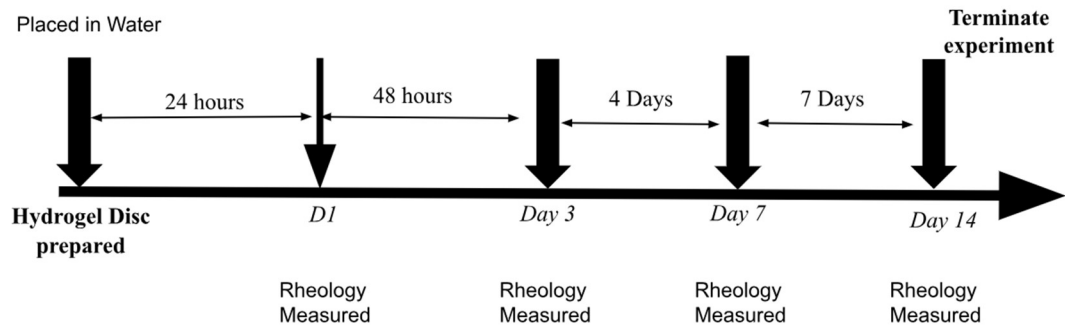 Placed in Water
Terminate
experiment
24 hours
48 hours
4 Days
7 Days
Hydrogel Disc
prepared
D1
Day 3
Day 7
Day 14
Rheology
Measured
Rheology
Measured
Rheology
Measured
Rheology
Measured